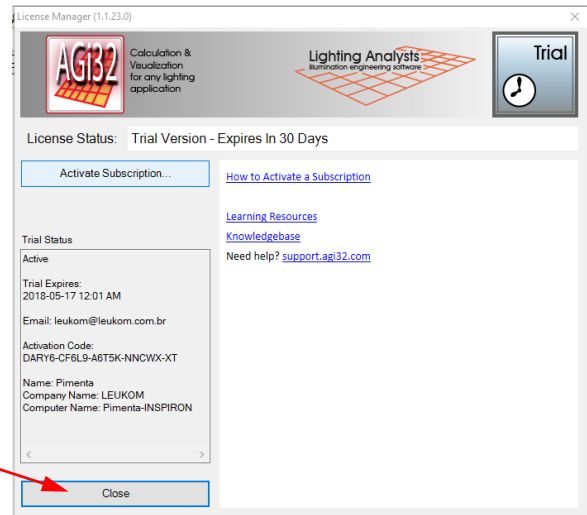 License Manager (1.1.23.0)
AGI32
Calculation &
Visualization
for any lighting
application
Lighting Analysts
illumination engineering software
Trial
License Status: Trial Version - Expires In 30 Days
Activate Subscription...
How to Activate a Subscription
Learning Resources
Knowledgebase
Need help? support.agi32.com
Trial Status
Active
Trial Expires:
2018-05-17 12:01 AM
Email: leukom@leukom.com.br
Activation Code:
DARY6-CF6L9-A6T5K-NNCWX-XT
Name: Pimenta
Company Name: LEUKOM
Computer Name: Pimenta-INSPIRON
Close